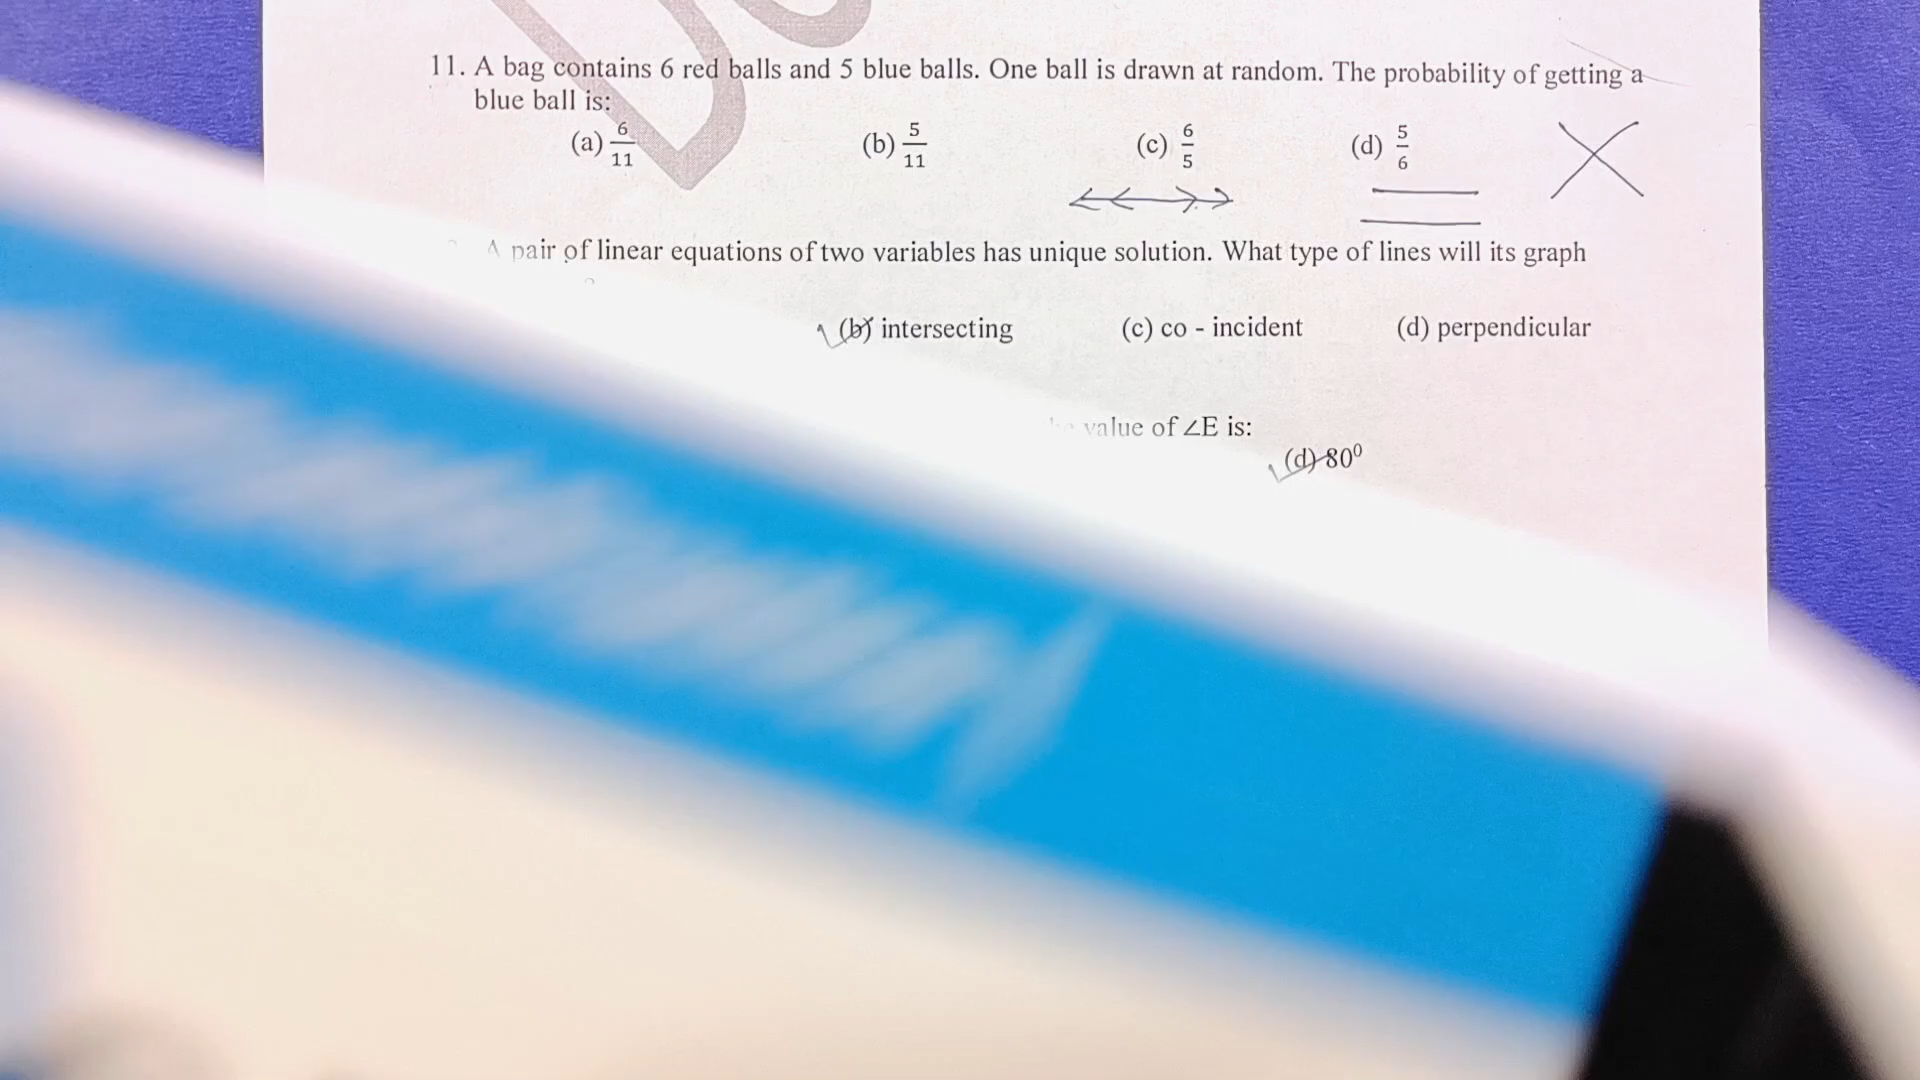 11. A bag contains 6 red balls and 5 blue balls. One ball is drawn at random. The probability of getting a
blue ball is:
(a) 6/11 (b) 5/11 (c) 6/5 (d) 5/6
A pair of linear equations of two variables has unique solution. What type of lines will its graph
(b) intersecting (c) co - incident (d) perpendicular
value of ∠E is:
(d) 80⁰